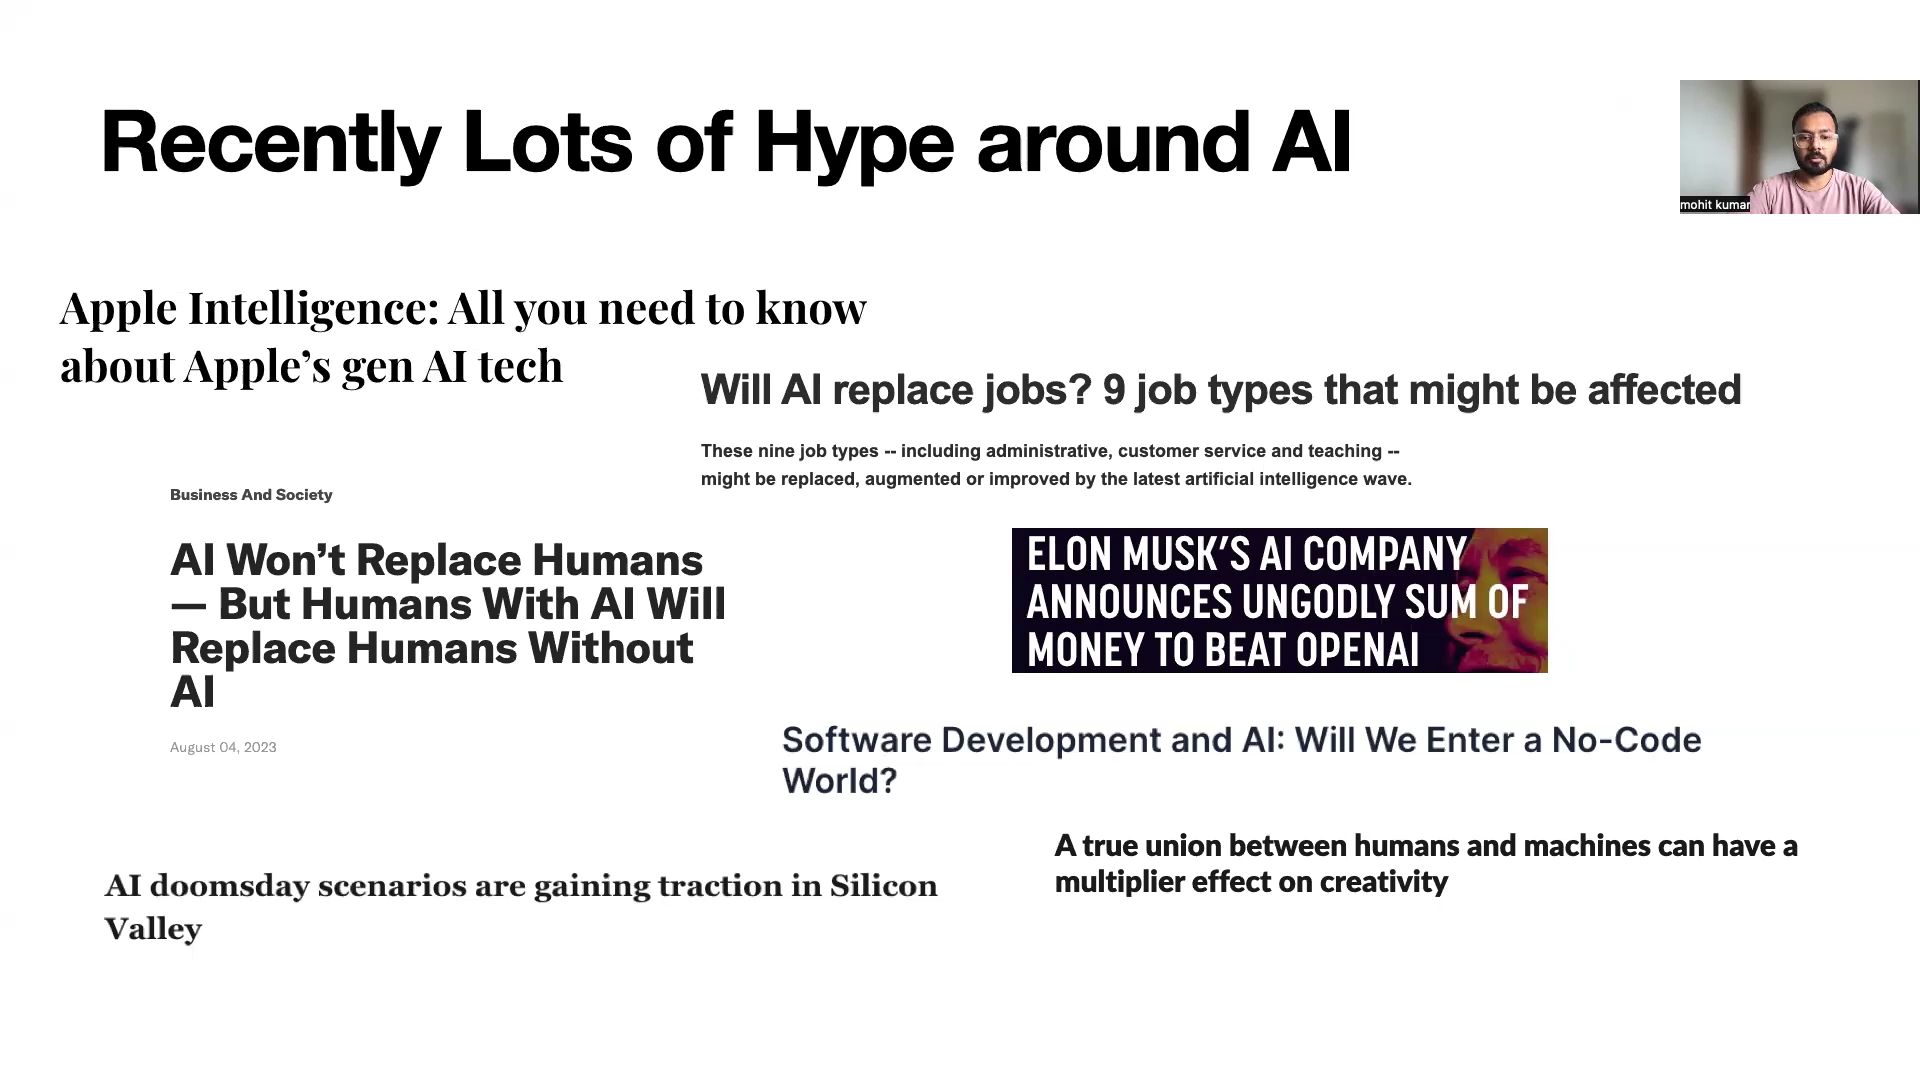 Recently Lots of Hype around AI
mohit kumar
Apple Intelligence: All you need to know
about Apple’s gen AI tech
Will AI replace jobs? 9 job types that might be affected
These nine job types -- including administrative, customer service and teaching --
might be replaced, augmented or improved by the latest artificial intelligence wave.
Business And Society
AI Won’t Replace Humans
— But Humans With AI Will
Replace Humans Without
AI
August 04, 2023
ELON MUSK’S AI COMPANY
ANNOUNCES UNGODLY SUM OF
MONEY TO BEAT OPENAI
Software Development and AI: Will We Enter a No-Code
World?
A true union between humans and machines can have a
multiplier effect on creativity
AI doomsday scenarios are gaining traction in Silicon
Valley